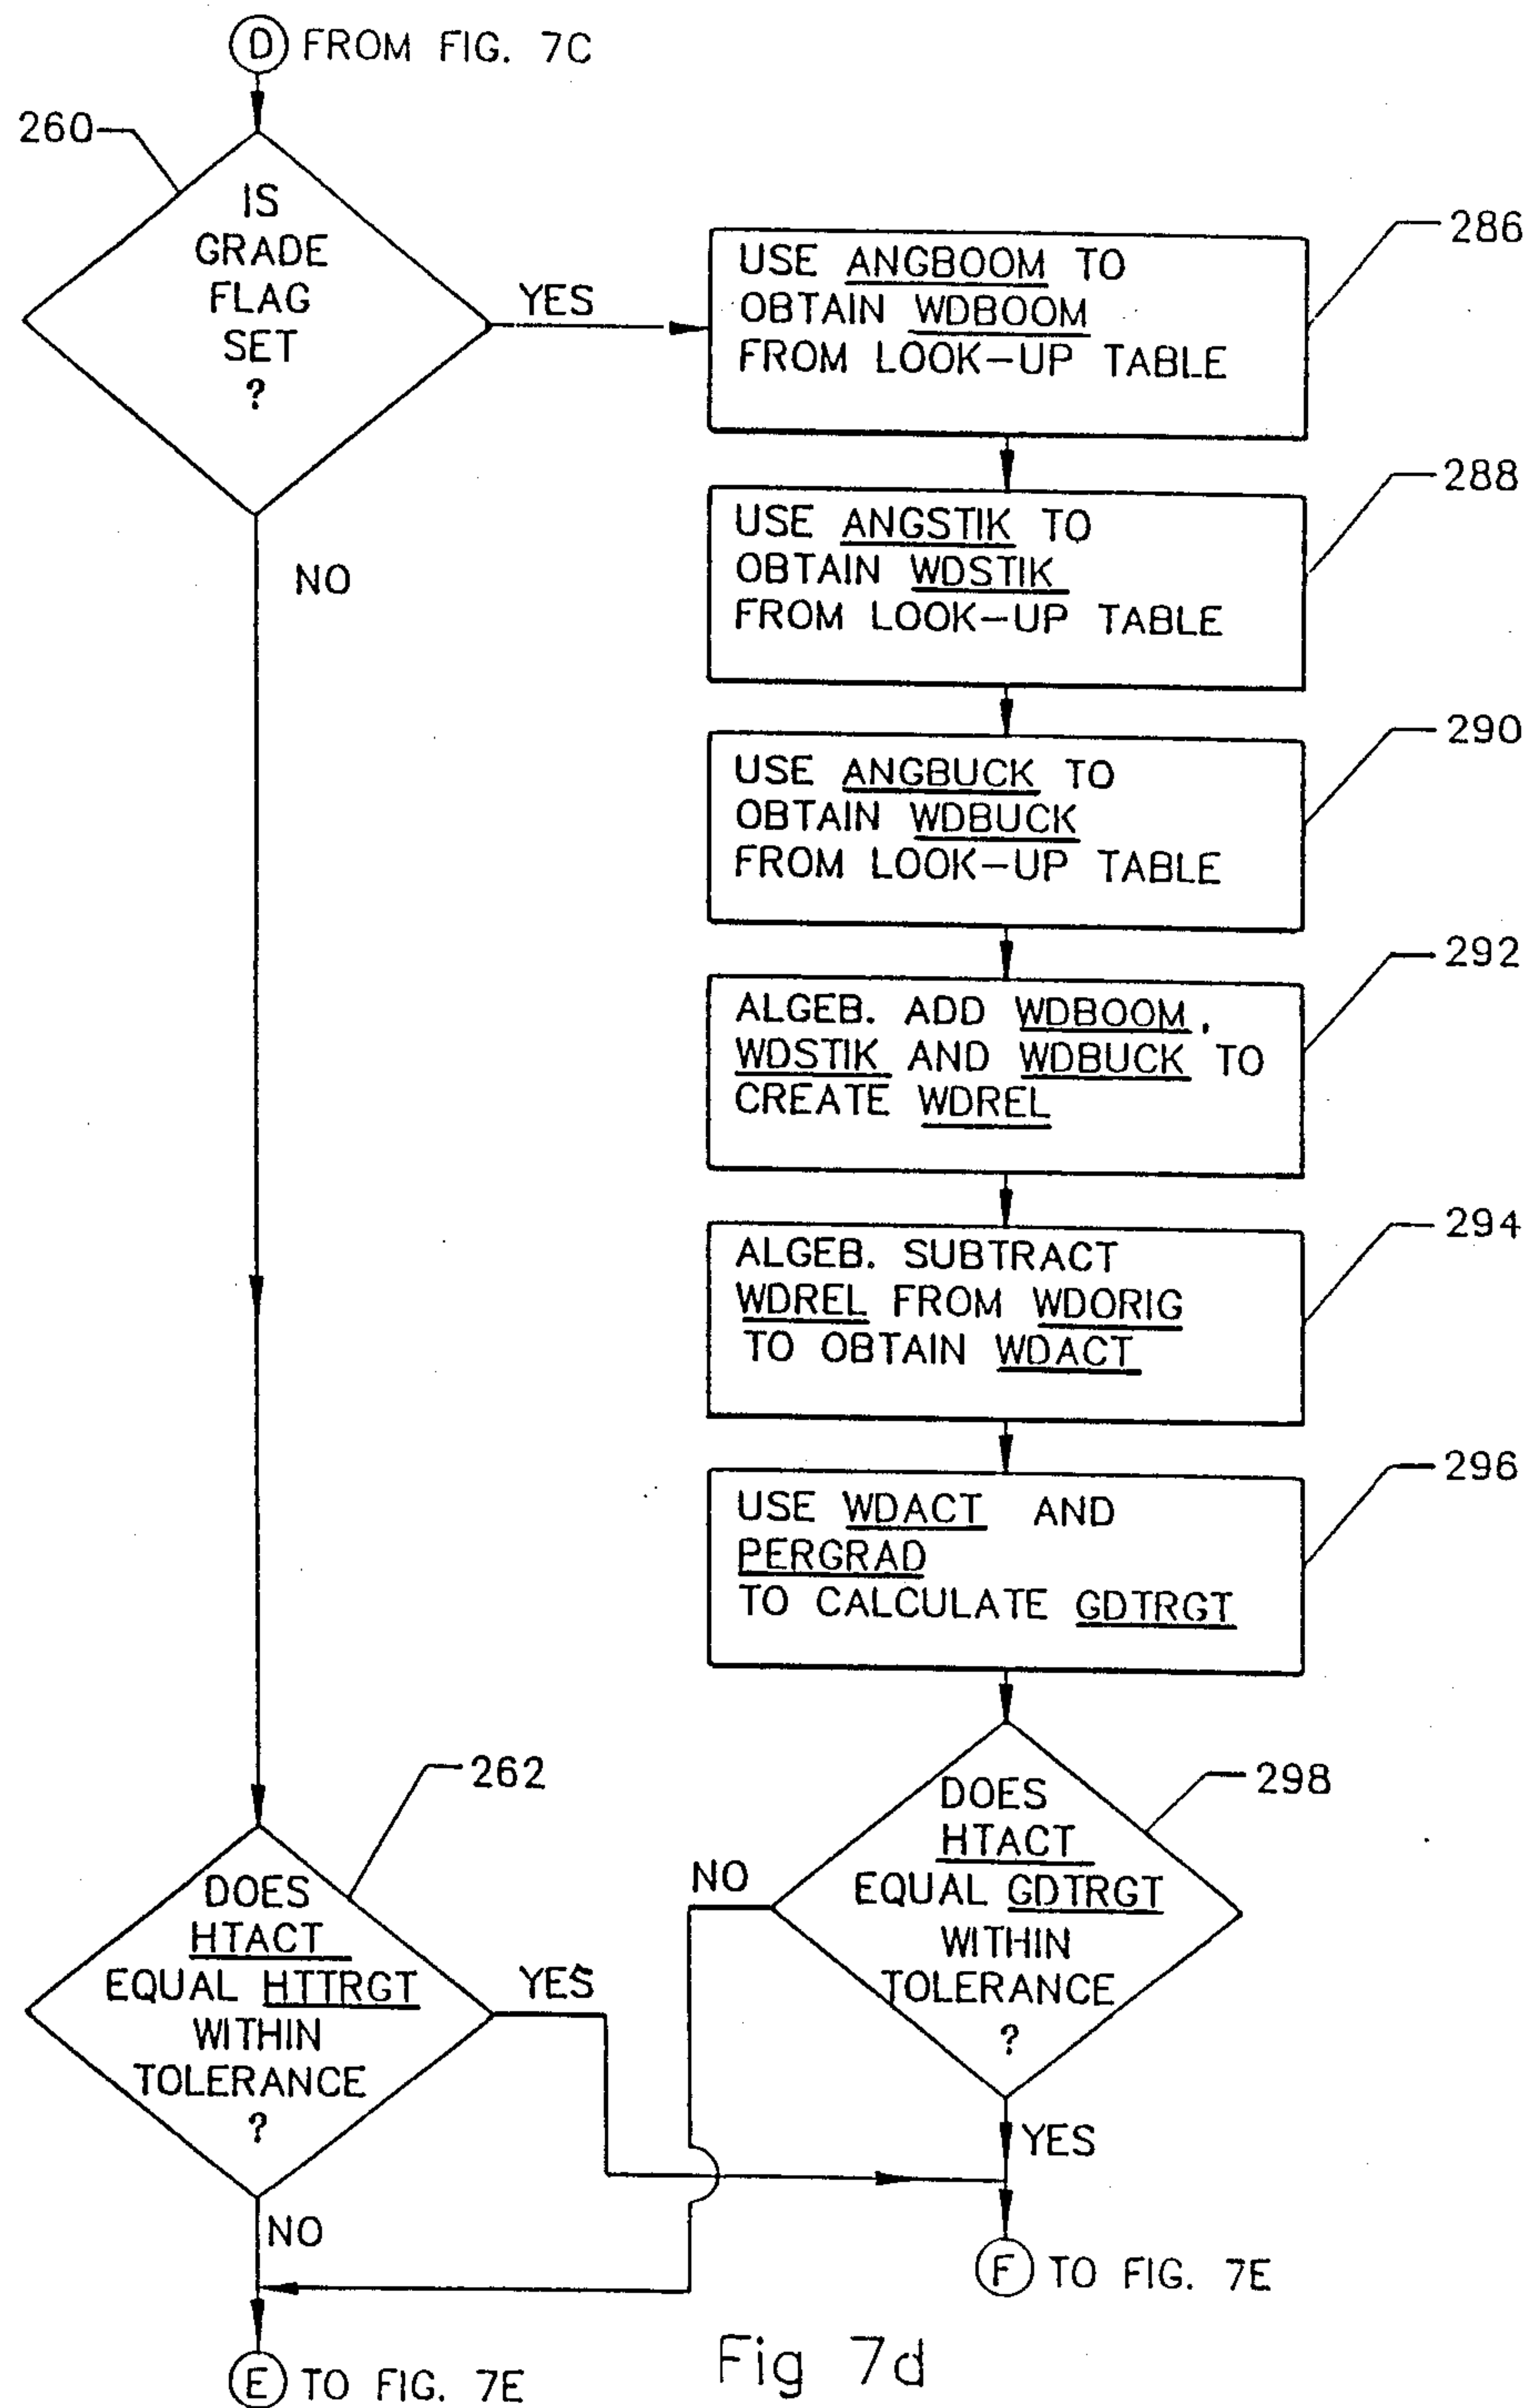 D FROM FIG. 7C
260
IS
GRADE
FLAG
SET
?
YES
NO
286
USE ANGBOOM TO
OBTAIN WDBOOM
FROM LOOK-UP TABLE
288
USE ANGSTIK TO
OBTAIN WDSTIK
FROM LOOK-UP TABLE
290
USE ANGBUCK TO
OBTAIN WDBUCK
FROM LOOK-UP TABLE
292
ALGEB. ADD WDBOOM,
WDSTIK AND WDBUCK TO
CREATE WDREL
294
ALGEB. SUBTRACT
WDREL FROM WDORIG
TO OBTAIN WDACT
296
USE WDACT AND
PERGRAD
TO CALCULATE GDTRGT
298
DOES
HTACT
EQUAL GDTRGT
WITHIN
TOLERANCE
?
NO
YES
262
DOES
HTACT
EQUAL HTTRGT
WITHIN
TOLERANCE
?
YES
NO
F TO FIG. 7E
E TO FIG. 7E
Fig 7d